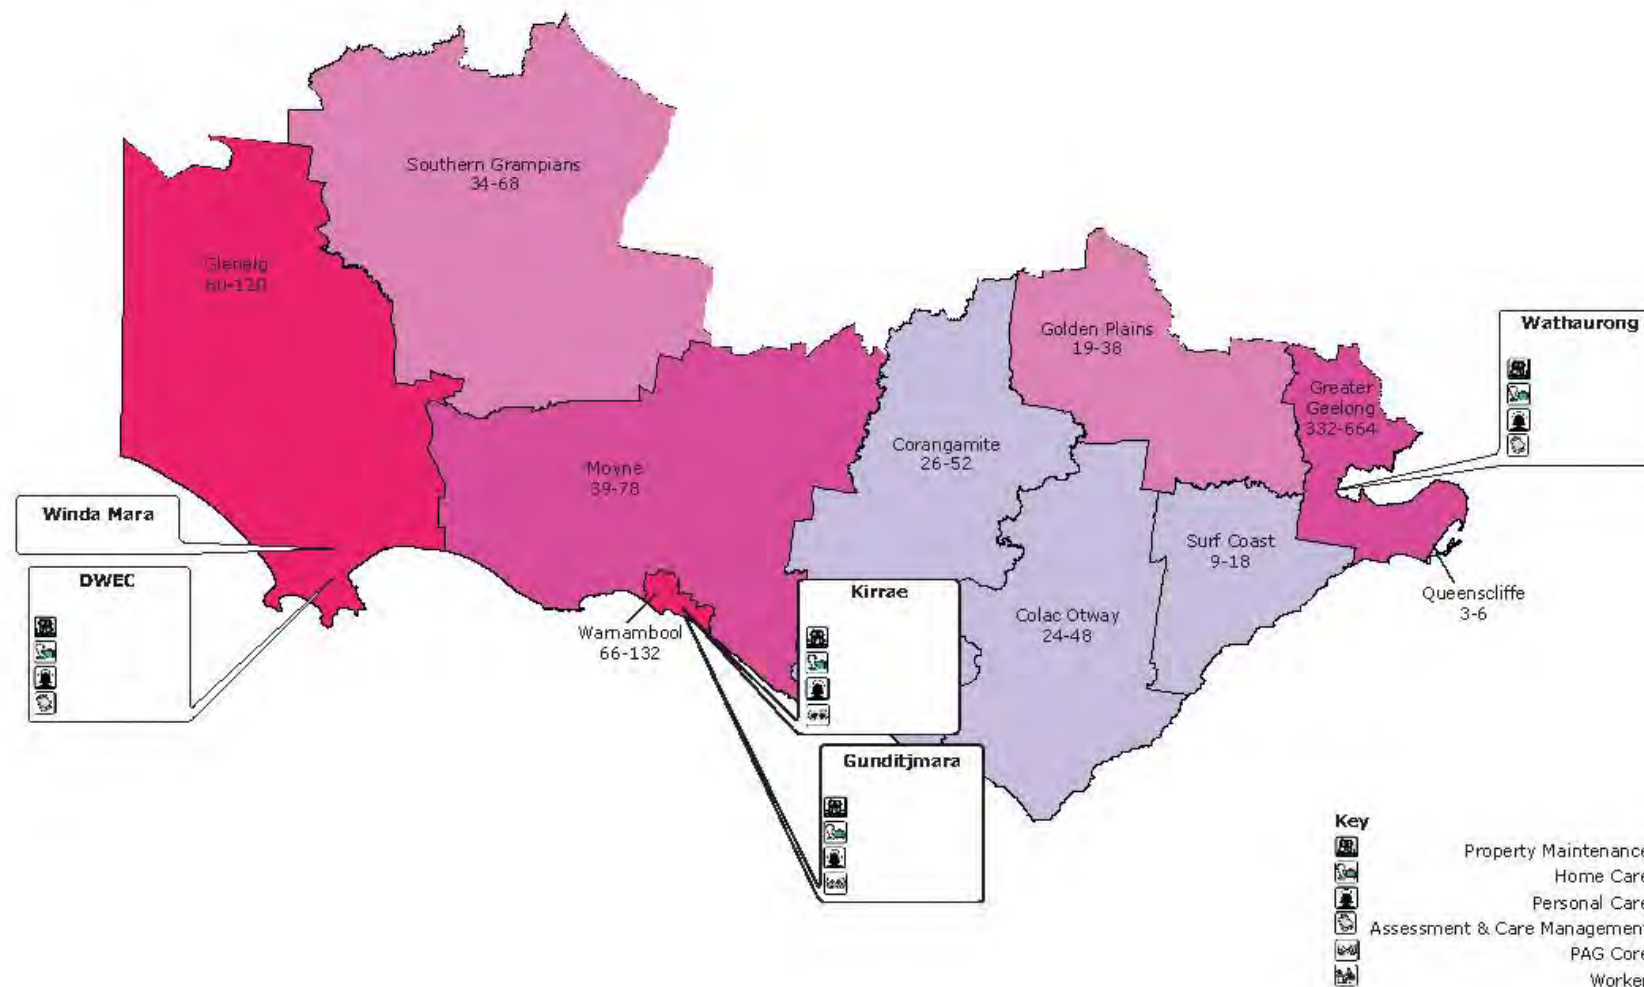 Southern Grampians
34-68
Glenelg
60-120
Golden Plains
19-38
Wathaurong
Greater
Geelong
332-664
Corangamite
26-52
Moyne
39-78
Winda Mara
DWEC
Surf Coast
9-18
Kirrae
Queenscliffe
3-6
Colac Otway
24-48
Warnambool
66-132
Gunditjmara
Key
Property Maintenance
Home Care
Personal Care
Assessment & Care Management
PAG Core
Worker